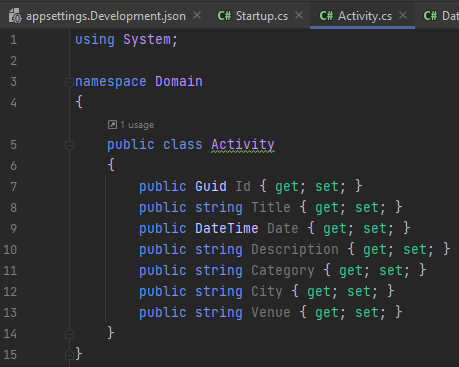 appsettings.Development.json C# Startup.cs C# Activity.cs C# Dat
1 using System;
2
3 namespace Domain
4 {
1 usage
5 public class Activity
6 {
7 public Guid Id { get; set; }
8 public string Title { get; set; }
9 public DateTime Date { get; set; }
10 public string Description { get; set; }
11 public string Category { get; set; }
12 public string City { get; set; }
13 public string Venue { get; set; }
14 }
15 }